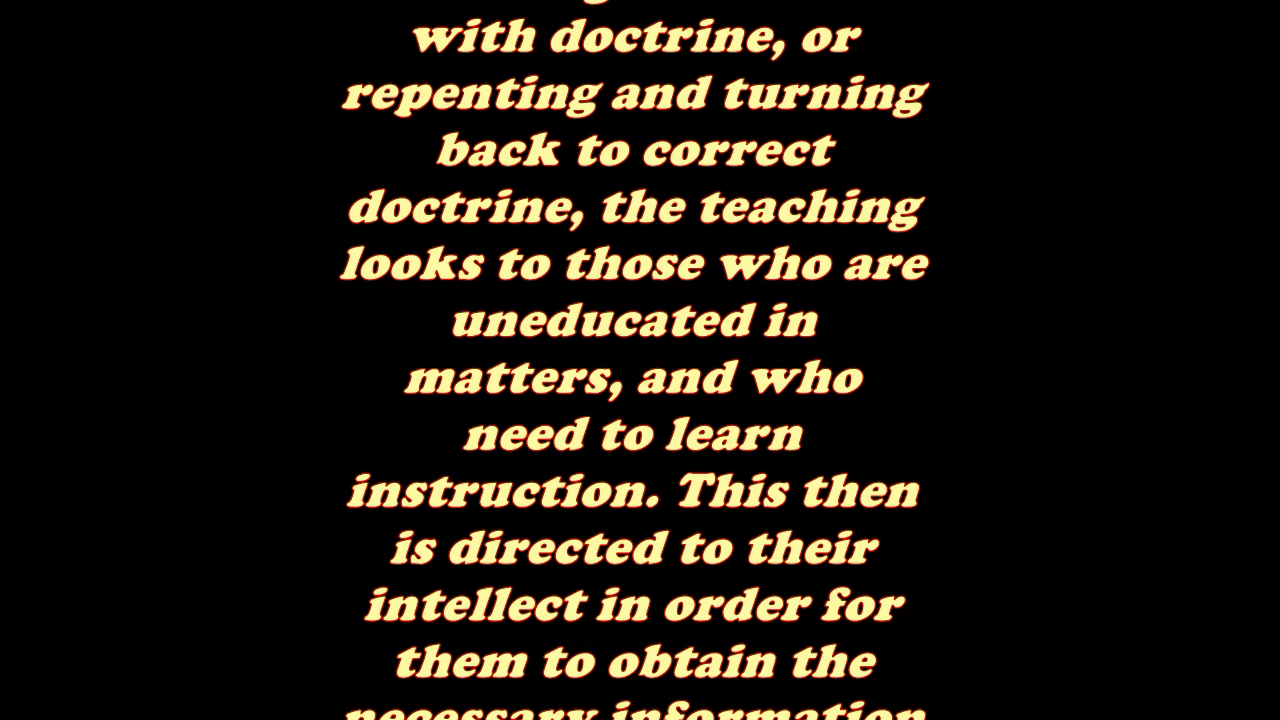 with doctrine, or
repenting and turning
back to correct
doctrine, the teaching
looks to those who are
uneducated in
matters, and who
need to learn
instruction. This then
is directed to their
intellect in order for
them to obtain the
necessary information